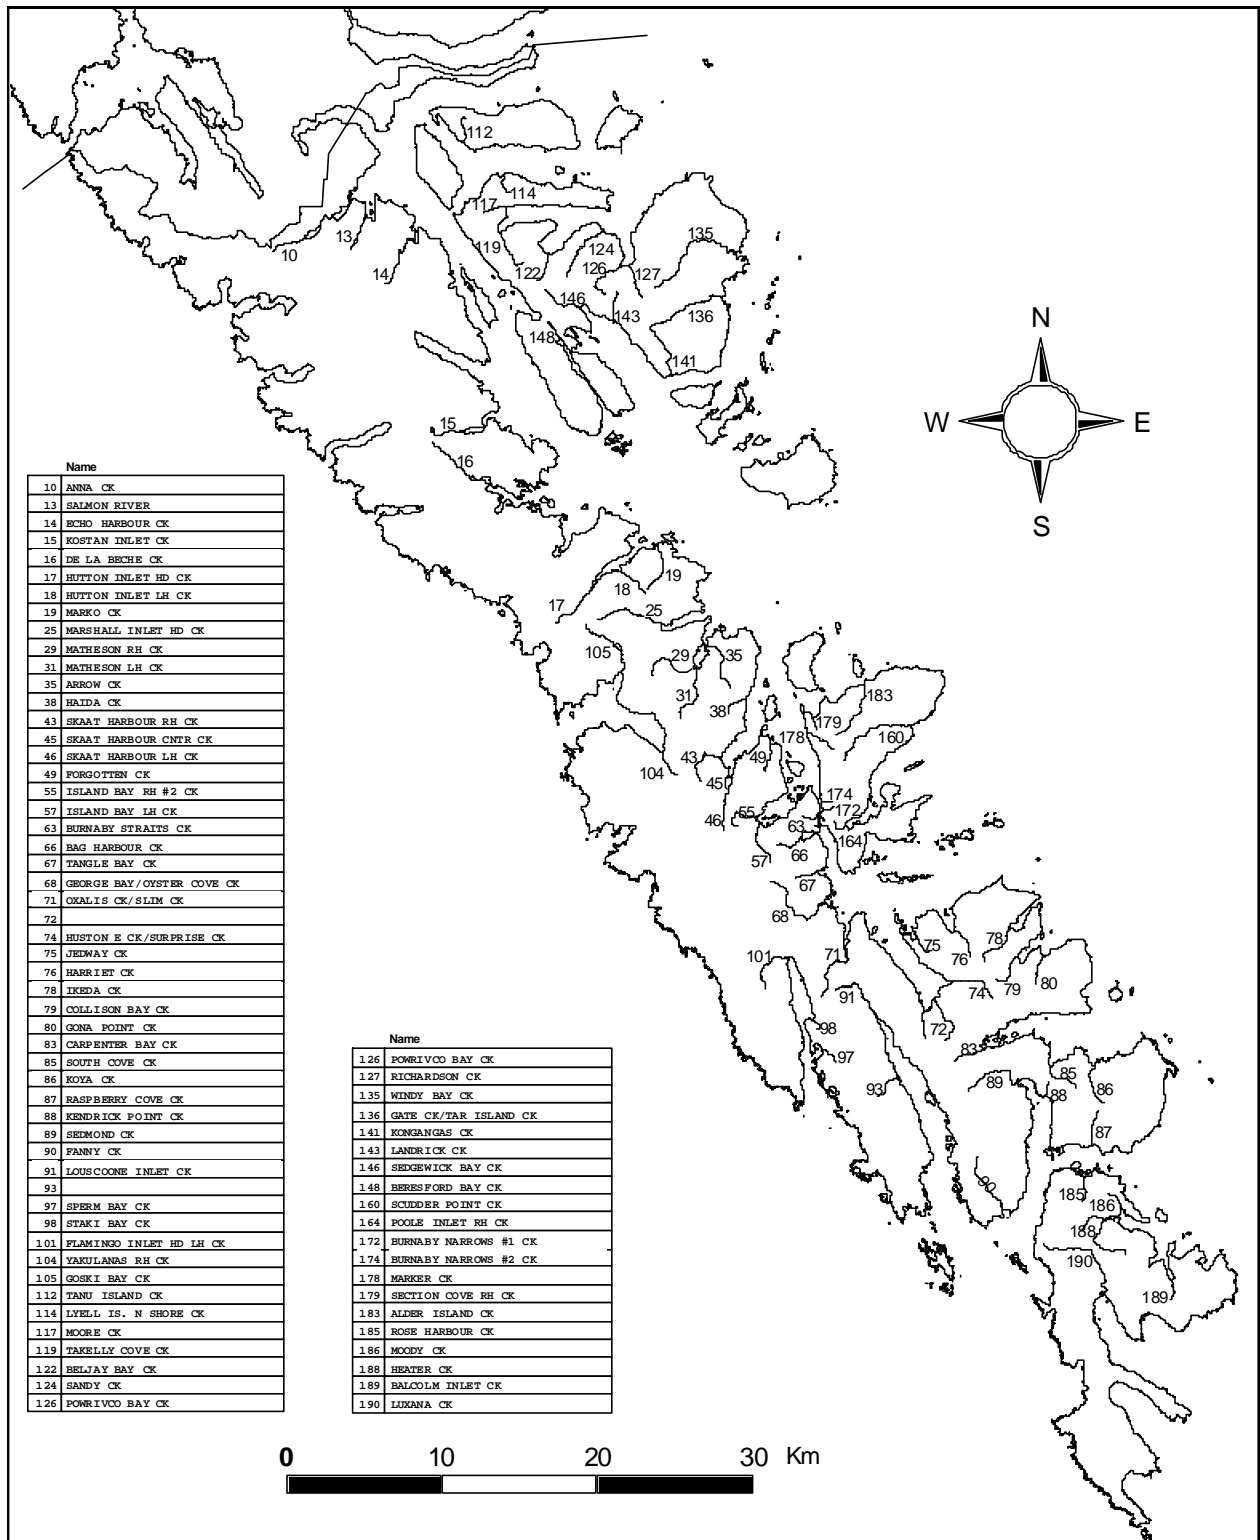 112
114
117
135
13
119
124
10
122
126
127
14
146
143
136
148
141
N
W
E
S
15
16
19
18
17
25
105
29
35
31
183
38
179
178
160
43
49
104
45
174
172
46
55
63
164
57
66
67
68
75
78
101
71
76
91
74
79
80
98
72
97
83
93
89
85
88
86
87
90
185
186
188
190
189
Name
10 ANNA CK
13 SALMON RIVER
14 ECHO HARBOUR CK
15 KOSTAN INLET CK
16 DE LA BECHE CK
17 HUTTON INLET HD CK
18 HUTTON INLET LH CK
19 MARKO CK
25 MARSHALL INLET HD CK
29 MATHESON RH CK
31 MATHESON LH CK
35 ARROW CK
38 HAIDA CK
43 SKAAT HARBOUR RH CK
45 SKAAT HARBOUR CNTR CK
46 SKAAT HARBOUR LH CK
49 FORGOTTEN CK
55 ISLAND BAY RH #2 CK
57 ISLAND BAY LH CK
63 BURNABY STRAITS CK
66 BAG HARBOUR CK
67 TANGLE BAY CK
68 GEORGE BAY/OYSTER COVE CK
71 OXALIS CK/SLIM CK
72
74 HUSTON E CK/SURPRISE CK
75 JEDWAY CK
76 HARRIET CK
78 IKEDA CK
79 COLLISON BAY CK
80 GONA POINT CK
83 CARPENTER BAY CK
85 SOUTH COVE CK
86 KOYA CK
87 RASPBERRY COVE CK
88 KENDRICK POINT CK
89 SEDMOND CK
90 FANNY CK
91 LOUSCOONE INLET CK
93
97 SPERM BAY CK
98 STAKI BAY CK
101 FLAMINGO INLET HD LH CK
104 YAKULANAS RH CK
105 GOSKI BAY CK
112 TANU ISLAND CK
114 LYELL IS. N SHORE CK
117 MOORE CK
119 TAKELLY COVE CK
122 BELJAY BAY CK
124 SANDY CK
126 POWRIVCO BAY CK
Name
126 POWRIVCO BAY CK
127 RICHARDSON CK
135 WINDY BAY CK
136 GATE CK/TAR ISLAND CK
141 KONGANGAS CK
143 LANDRICK CK
146 SEDGEWICK BAY CK
148 BERESFORD BAY CK
160 SCUDDER POINT CK
164 POOLE INLET RH CK
172 BURNABY NARROWS #1 CK
174 BURNABY NARROWS #2 CK
178 MARKER CK
179 SECTION COVE RH CK
183 ALDER ISLAND CK
185 ROSE HARBOUR CK
186 MOODY CK
188 HEATER CK
189 BALCOLM INLET CK
190 LUXANA CK
0 10 20 30 Km